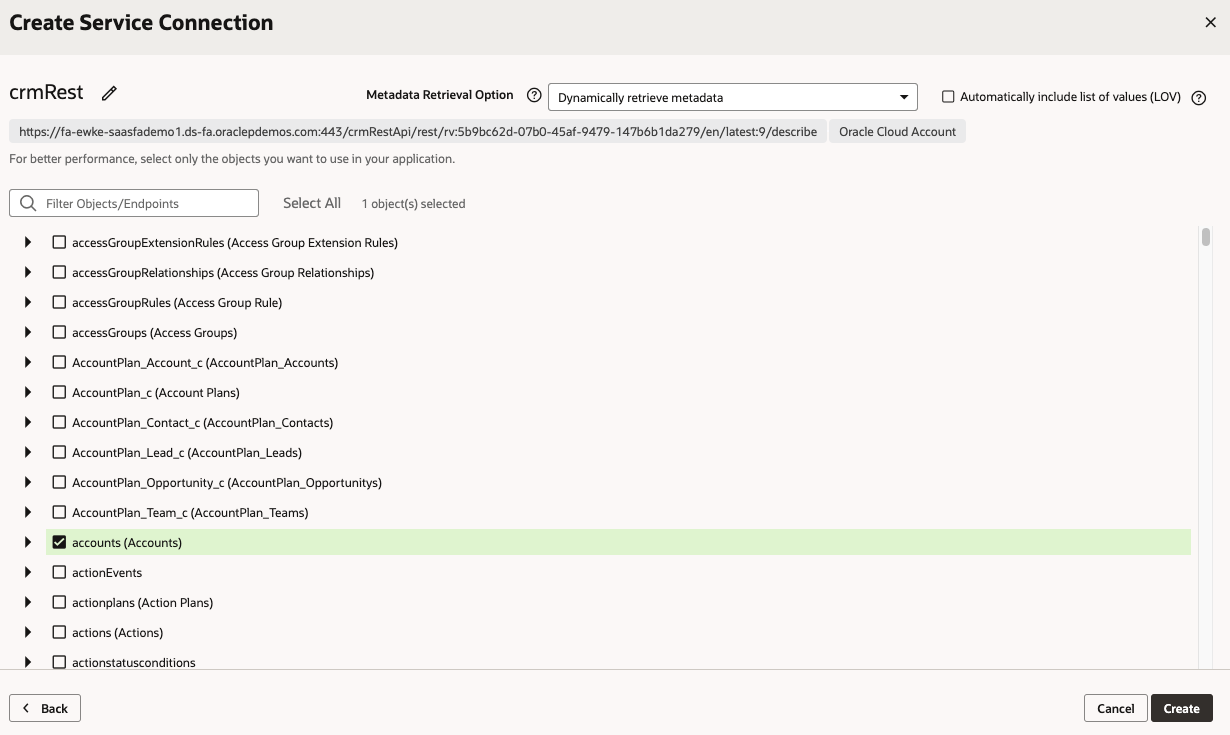 Create Service Connection
crmRest
Metadata Retrieval Option
Dynamically retrieve metadata
Automatically include list of values (LOV)
https://fa-ewke-saasfademo1.ds-fa.oraclepdemos.com:443/crmRestApi/rest/rv:5b9bc62d-07b0-45af-9479-147b6b1da279/en/latest:9/describe
Oracle Cloud Account
For better performance, select only the objects you want to use in your application.
Filter Objects/Endpoints
Select All
1 object(s) selected
accessGroupExtensionRules (Access Group Extension Rules)
accessGroupRelationships (Access Group Relationships)
accessGroupRules (Access Group Rule)
accessGroups (Access Groups)
AccountPlan_Account_c (AccountPlan_Accounts)
AccountPlan_c (Account Plans)
AccountPlan_Contact_c (AccountPlan_Contacts)
AccountPlan_Lead_c (AccountPlan_Leads)
AccountPlan_Opportunity_c (AccountPlan_Opportunitys)
AccountPlan_Team_c (AccountPlan_Teams)
accounts (Accounts)
actionEvents
actionplans (Action Plans)
actions (Actions)
actionstatusconditions
Back
Cancel
Create